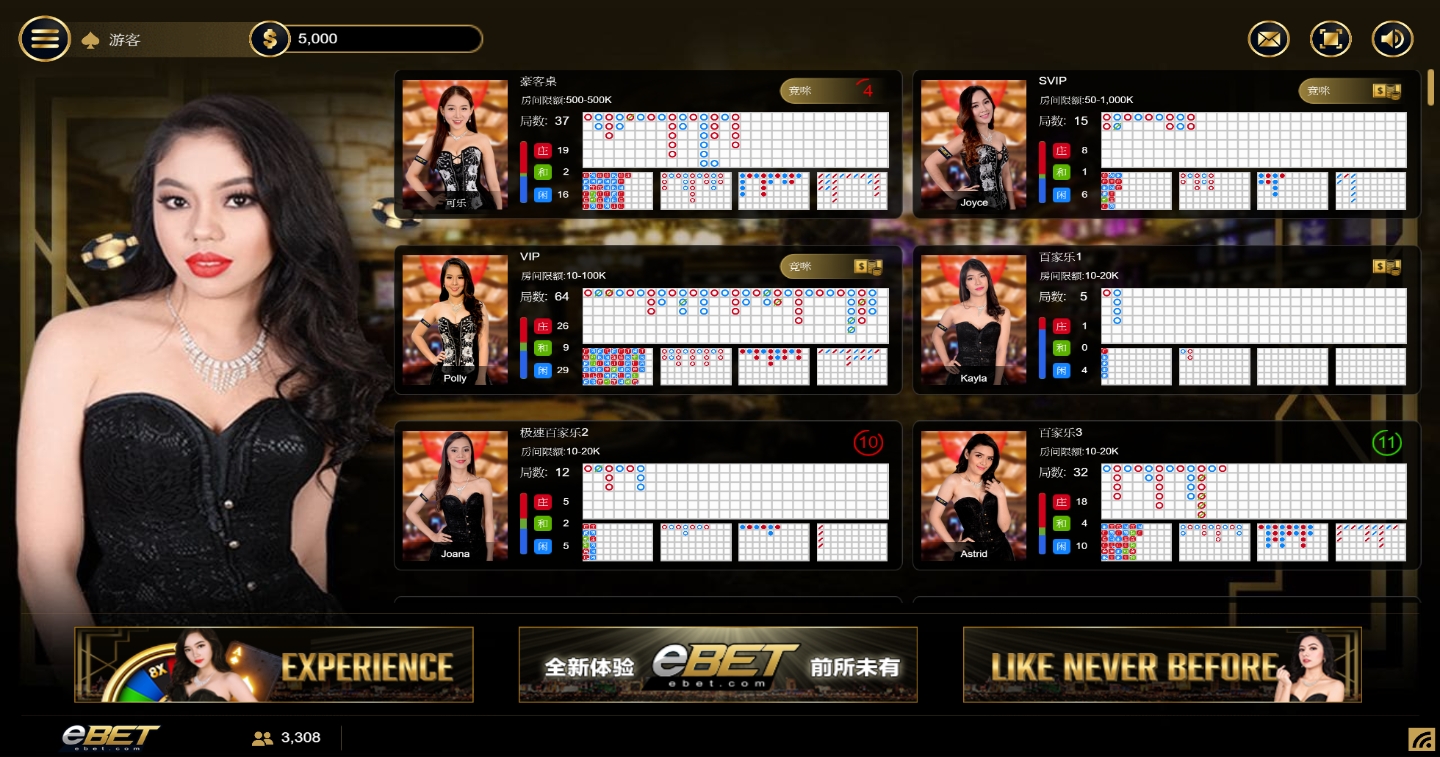 游客
$
5,000
豪客桌
房间限额:500-500K
竞咪
4
局数: 37
庄 19
和 2
闲 16
可乐
SVIP
房间限额:50-1,000K
竞咪
局数: 15
庄 8
和 1
闲 6
Joyce
VIP
房间限额:10-100K
竞咪
局数: 64
庄 26
和 9
闲 29
Polly
百家乐1
房间限额:10-20K
局数: 5
庄 1
和 0
闲 4
Kayla
极速百家乐2
房间限额:10-20K
10
局数: 12
庄 5
和 2
闲 5
Joana
百家乐3
房间限额:10-20K
11
局数: 32
庄 18
和 4
闲 10
Astrid
8X
EXPERIENCE
全新体验 eBET 前所未有
ebet.com
LIKE NEVER BEFORE
eBET
ebet.com
3,308